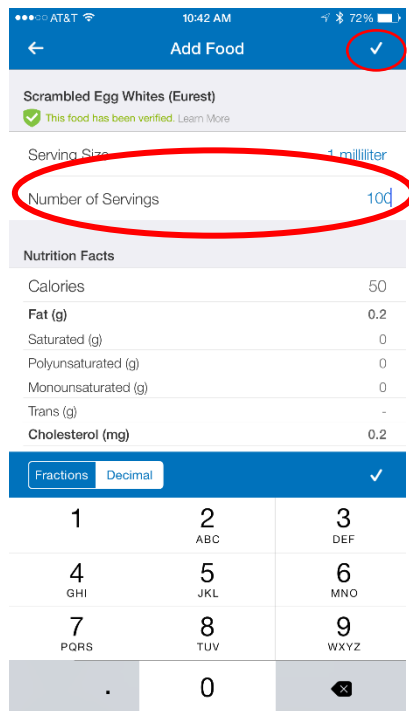 AT&T 10:42 AM 72%
Add Food
Scrambled Egg Whites (Eurest)
This food has been verified. Learn More
Serving Size 1 milliliter
Number of Servings 100
Nutrition Facts
Calories 50
Fat (g) 0.2
Saturated (g) 0
Polyunsaturated (g) 0
Monounsaturated (g) 0
Trans (g) -
Cholesterol (mg) 0.2
Fractions Decimal
1 2 3
ABC DEF
4 5 6
GHI JKL MNO
7 8 9
PQRS TUV WXYZ
. 0